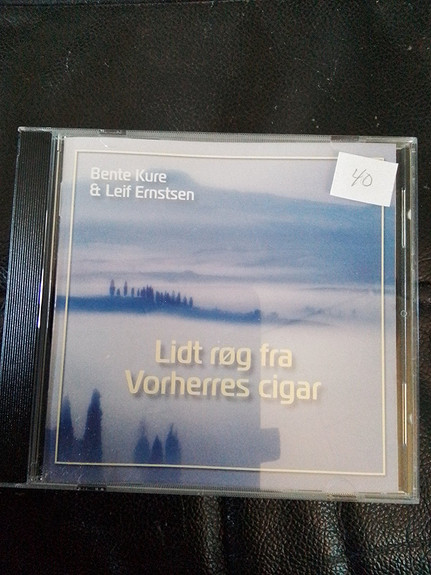 Bente Kure
& Leif Ernstsen
40
Lidt røg fra
Vorherres cigar